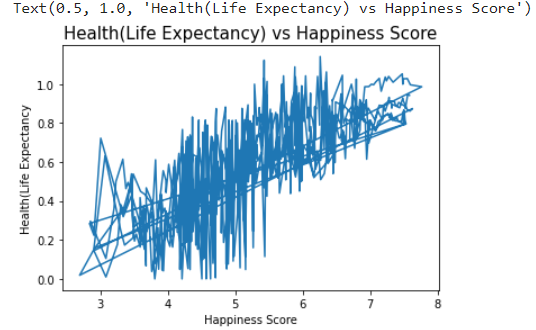 Text(0.5, 1.0, 'Health(Life Expectancy) vs Happiness Score')
Health(Life Expectancy) vs Happiness Score
1.0
0.8
0.6
0.4
0.2
0.0
Health(Life Expectancy
3 4 5 6 7 8
Happiness Score